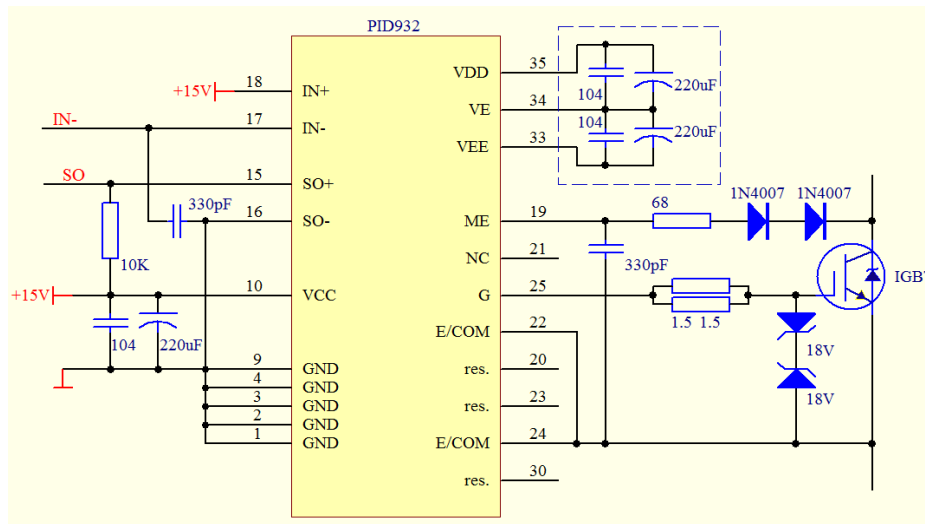 PID932
+15V 18 IN+
IN- 17 IN-
SO 15 SO+
330pF 16 SO-
10K
+15V 10 VCC
104 220uF
9 GND
4 GND
3 GND
2 GND
1 GND
VDD 35
104 220uF
VE 34
104 220uF
VEE 33
1N4007 1N4007
ME 19 68
NC 21 330pF
IGBT
G 25
1.5 1.5
E/COM 22
18V
res. 20
18V
res. 23
E/COM 24
res. 30